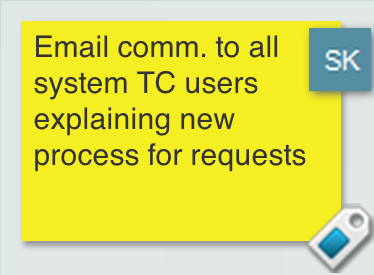 Email comm. to all
SK
system TC users
explaining new
process for requests